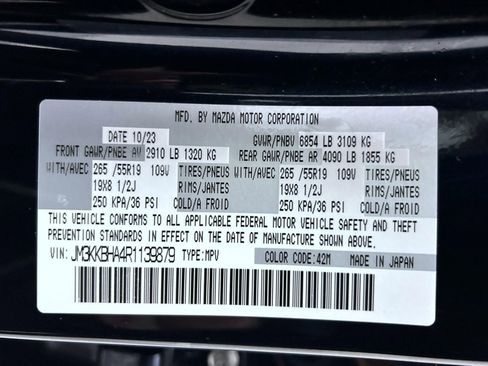 MFD. BY MAZDA MOTOR CORPORATION
DATE 10/23 GVWR/PNBV 6854 LB 3109 KG
FRONT GAWR/PNBE AV 2910 LB 1320 KG REAR GAWR/PNBE AR 4090 LB 1855 KG
WITH/AVEC 265 /55R19 109V TIRES/PNEUS WITH/AVEC 265 /55R19 109V TIRES/PNEUS
19X8 1/2J RIMS/JANTES 19X8 1/2J RIMS/JANTES
250 KPA/36 PSI COLD/A FROID 250 KPA/36 PSI COLD/A FROID
THIS VEHICLE CONFORMS TO ALL APPLICABLE FEDERAL MOTOR VEHICLE SAFETY AND THEFT
PREVENTION STANDARDS IN EFFECT ON THE DATE OF MANUFACTURE SHOWN ABOVE.
VIN: JM3KKBHA4R1139879 TYPE: MPV COLOR CODE: 42M MADE IN JAPAN